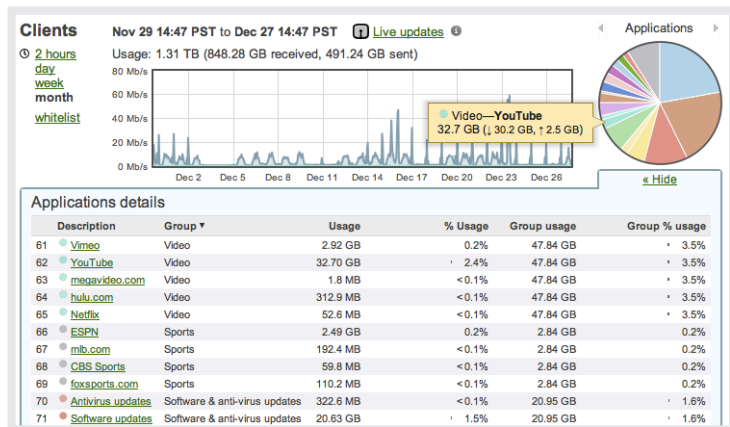 Clients
Nov 29 14:47 PST to Dec 27 14:47 PST Live updates
Applications
2 hours
day
week
month
whitelist
Usage: 1.31 TB (848.28 GB received, 491.24 GB sent)
80 Mb/s
60 Mb/s
40 Mb/s
20 Mb/s
0 Mb/s
Dec 2 Dec 5 Dec 8 Dec 11 Dec 14 Dec 17 Dec 20 Dec 23 Dec 26
Video—YouTube
32.7 GB (↓ 30.2 GB, ↑ 2.5 GB)
« Hide
Applications details
Description Group ▼ Usage % Usage Group usage Group % usage
61 Vimeo Video 2.92 GB 0.2% 47.84 GB 3.5%
62 YouTube Video 32.70 GB 2.4% 47.84 GB 3.5%
63 megavideo.com Video 1.8 MB <0.1% 47.84 GB 3.5%
64 hulu.com Video 312.9 MB <0.1% 47.84 GB 3.5%
65 Netflix Video 52.6 MB <0.1% 47.84 GB 3.5%
66 ESPN Sports 2.49 GB 0.2% 2.84 GB 0.2%
67 mlb.com Sports 192.4 MB <0.1% 2.84 GB 0.2%
68 CBS Sports Sports 59.8 MB <0.1% 2.84 GB 0.2%
69 foxsports.com Sports 110.2 MB <0.1% 2.84 GB 0.2%
70 Antivirus updates Software & anti-virus updates 322.6 MB <0.1% 20.95 GB 1.6%
71 Software updates Software & anti-virus updates 20.63 GB 1.5% 20.95 GB 1.6%